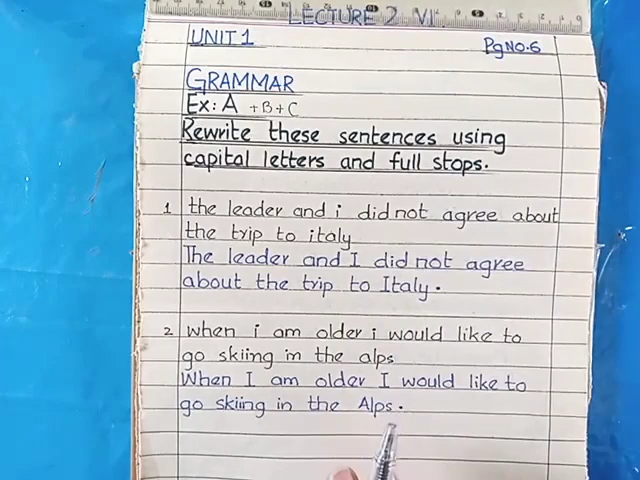 LECTURE 2 VI
UNIT 1
Pg NO.6
GRAMMAR
Ex: A +B+C
Rewrite these sentences using
capital letters and full stops.
1 the leader and i did not agree about
the trip to italy
The leader and I did not agree
about the trip to Italy.
2 when i am older i would like to
go skiing in the alps
When I am older I would like to
go skiing in the Alps.